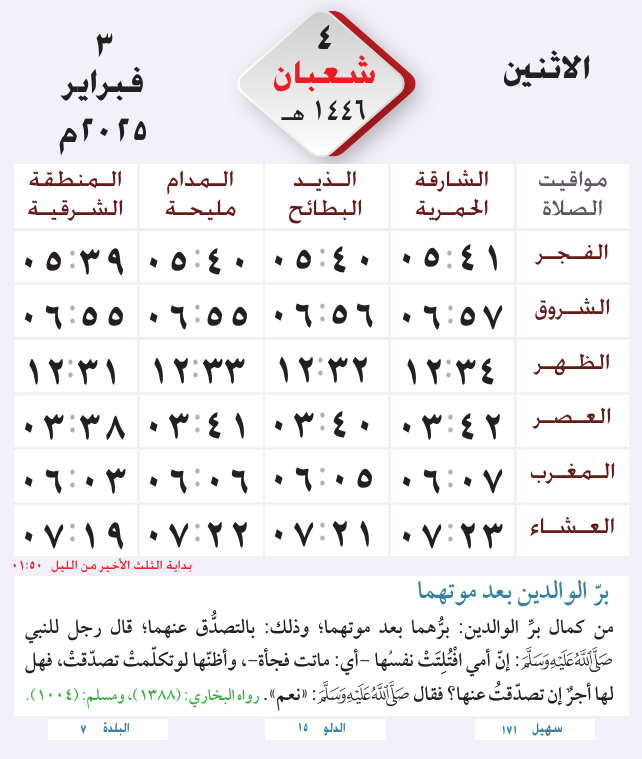 الاثنين
٤
شعبان
١٤٤٦ هـ
٣
فبراير
٢٠٢٥م
مواقيت الصلاة | الشارقة الحمرية | الذيد البطائح | المدام مليحة | المنطقة الشرقية
الفجر ٠٥:٤١ ٠٥:٤٠ ٠٥:٤٠ ٠٥:٣٩
الشروق ٠٦:٥٧ ٠٦:٥٦ ٠٦:٥٥ ٠٦:٥٥
الظهر ١٢:٣٤ ١٢:٣٢ ١٢:٣٣ ١٢:٣١
العصر ٠٣:٤٢ ٠٣:٤٠ ٠٣:٤١ ٠٣:٣٨
المغرب ٠٦:٠٧ ٠٦:٠٥ ٠٦:٠٦ ٠٦:٠٣
العشاء ٠٧:٢٣ ٠٧:٢١ ٠٧:٢٢ ٠٧:١٩
بداية الثلث الأخير من الليل ٠١:٥٠
برّ الوالدين بعد موتهما
من كمال برِّ الوالدين: برُّهما بعد موتهما؛ وذلك: بالتصدُّق عنهما؛ قال رجل للنبي
صَلَّى اللَّهُ عَلَيْهِ وَسَلَّمَ: إنّ أمي افْتُلِتَتْ نفسُها –أي: ماتت فجأة–، وأظنّها لو تكلّمتْ تصدّقتْ، فهل
لها أجرٌ إن تصدّقتُ عنها؟ فقال صَلَّى اللَّهُ عَلَيْهِ وَسَلَّمَ: «نعم». رواه البخاري: (١٣٨٨)، ومسلم: (١٠٠٤).
سهيل ١٧١
الدلو ١٥
البلدة ٧